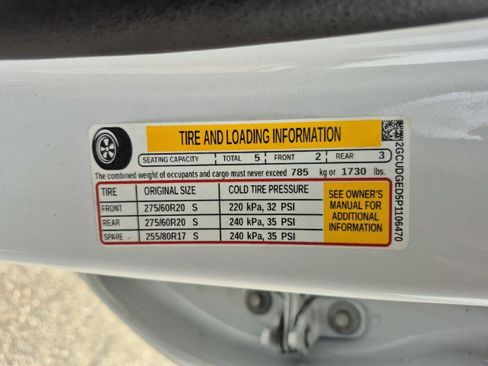 TIRE AND LOADING INFORMATION
SEATING CAPACITY TOTAL 5 FRONT 2 REAR 3
The combined weight of occupants and cargo must never exceed 785 kg or 1730 lbs.
TIRE ORIGINAL SIZE COLD TIRE PRESSURE
FRONT 275/60R20 S 220 kPa, 32 PSI
REAR 275/60R20 S 240 kPa, 35 PSI
SPARE 255/80R17 S 240 kPa, 35 PSI
SEE OWNER'S
MANUAL FOR
ADDITIONAL
INFORMATION
2GCUDGED5P1106470